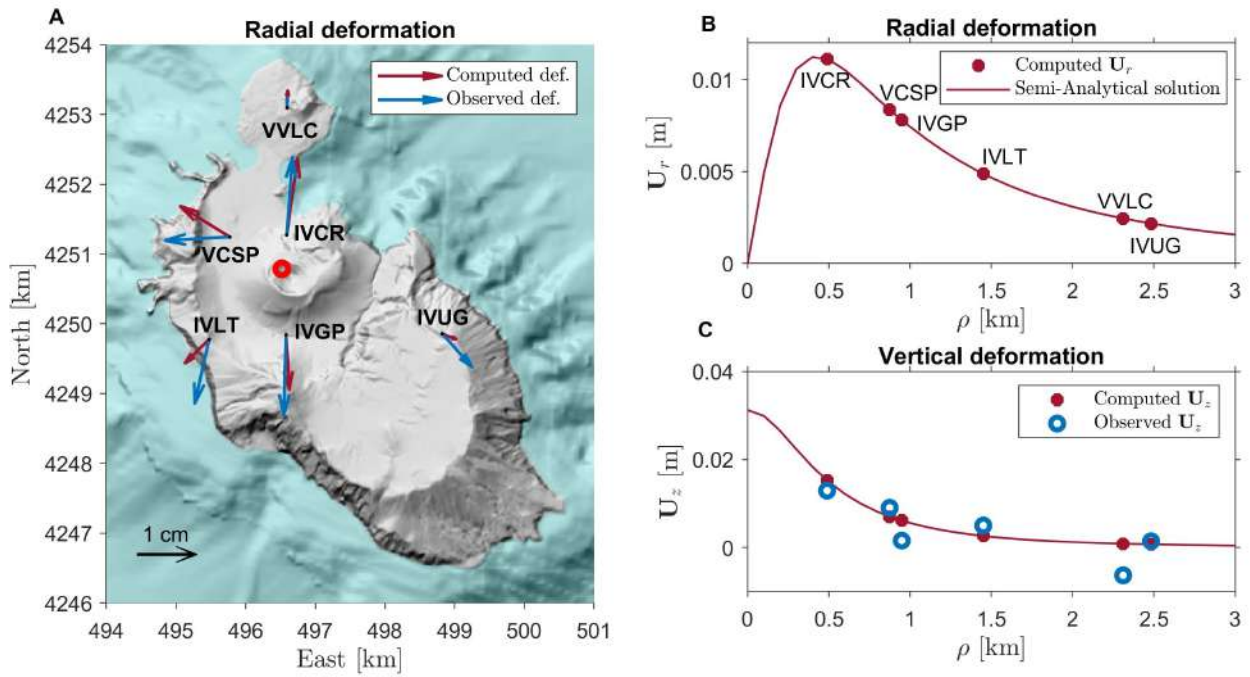 A
Radial deformation
4254
4253
4252
4251
4250
4249
4248
4247
4246
North [km]
Computed def.
Observed def.
VVLC
IVCR
VCSP
IVLT
IVGP
IVUG
1 cm
494 495 496 497 498 499 500 501
East [km]
B
Radial deformation
0.01
0.005
0
U_r [m]
Computed U_r
Semi-Analytical solution
IVCR
VCSP
IVGP
IVLT
VVLC
IVUG
0 0.5 1 1.5 2 2.5 3
ρ [km]
C
Vertical deformation
0.04
0.02
0
U_z [m]
Computed U_z
Observed U_z
0 0.5 1 1.5 2 2.5 3
ρ [km]